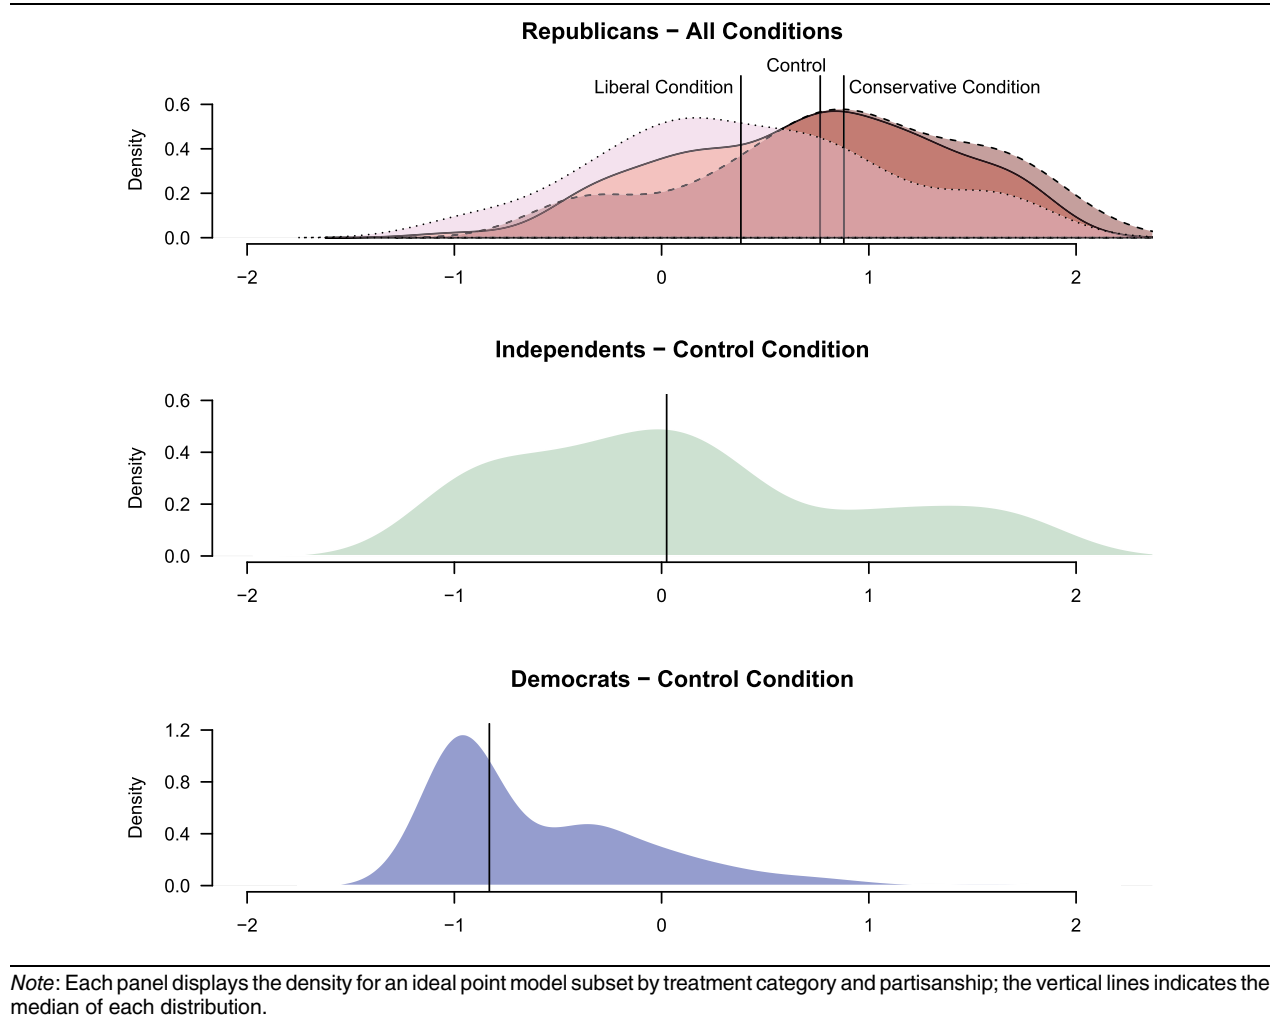 Republicans − All Conditions
Control
Liberal Condition
Conservative Condition
Density
0.6
0.4
0.2
0.0
−2
−1
0
1
2
Independents − Control Condition
Density
0.6
0.4
0.2
0.0
−2
−1
0
1
2
Democrats − Control Condition
Density
1.2
0.8
0.4
0.0
−2
−1
0
1
2
Note: Each panel displays the density for an ideal point model subset by treatment category and partisanship; the vertical lines indicates the
median of each distribution.